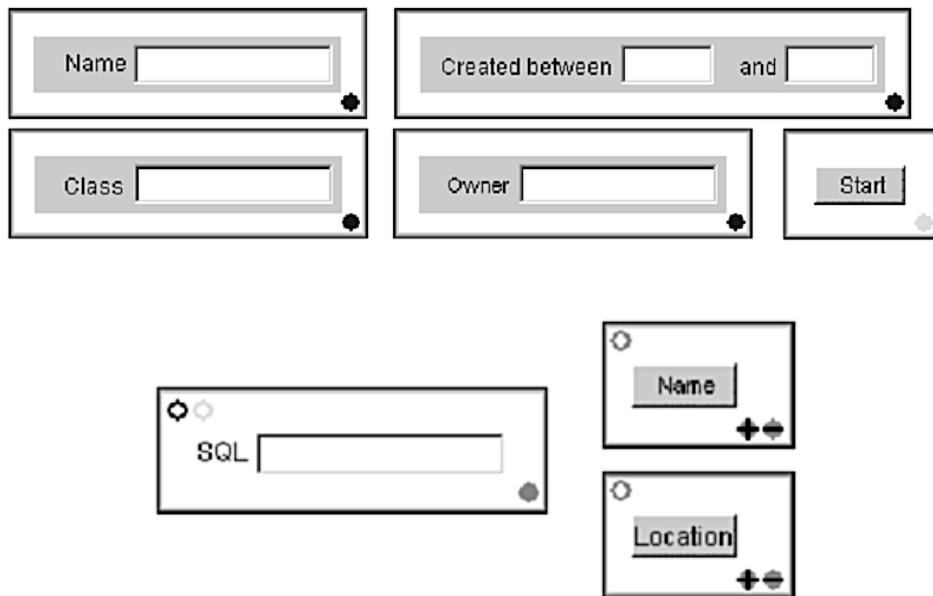 Name
Created between and
Class
Owner
Start
SQL
Name
Location